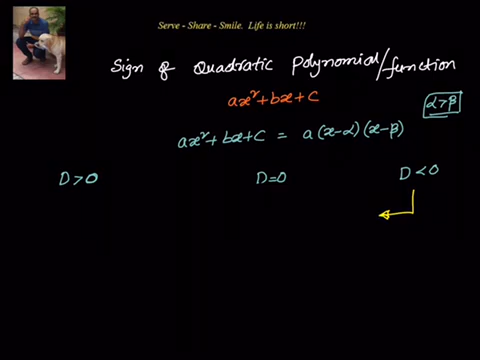 Serve - Share - Smile. Life is short!!!
Sign of Quadratic Polynomial/function
ax²+bx+c
α>β
ax²+bx+c = a(x-α)(x-β)
D>0 D=0 D<0